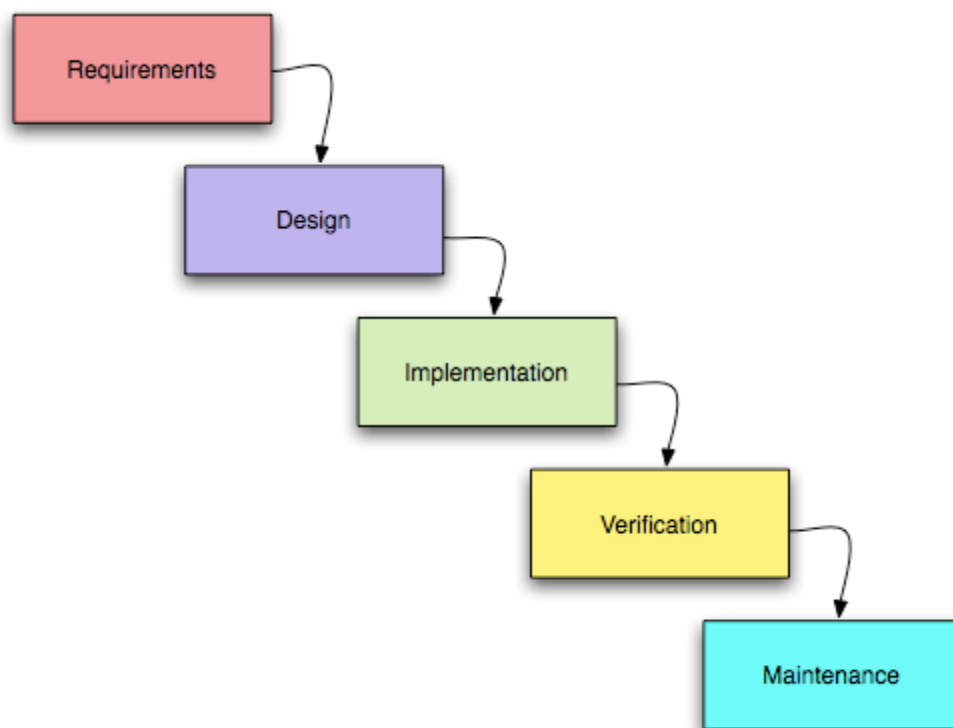 Requirements
Design
Implementation
Verification
Maintenance